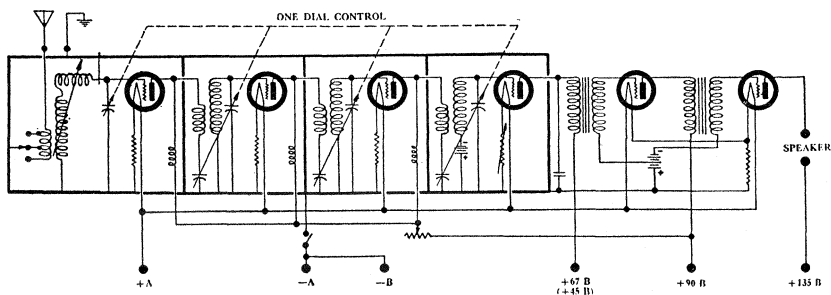 ONE DIAL CONTROL
SPEAKER
+A
—A
—B
+67 B
(+45 B)
+90 B
+135 B